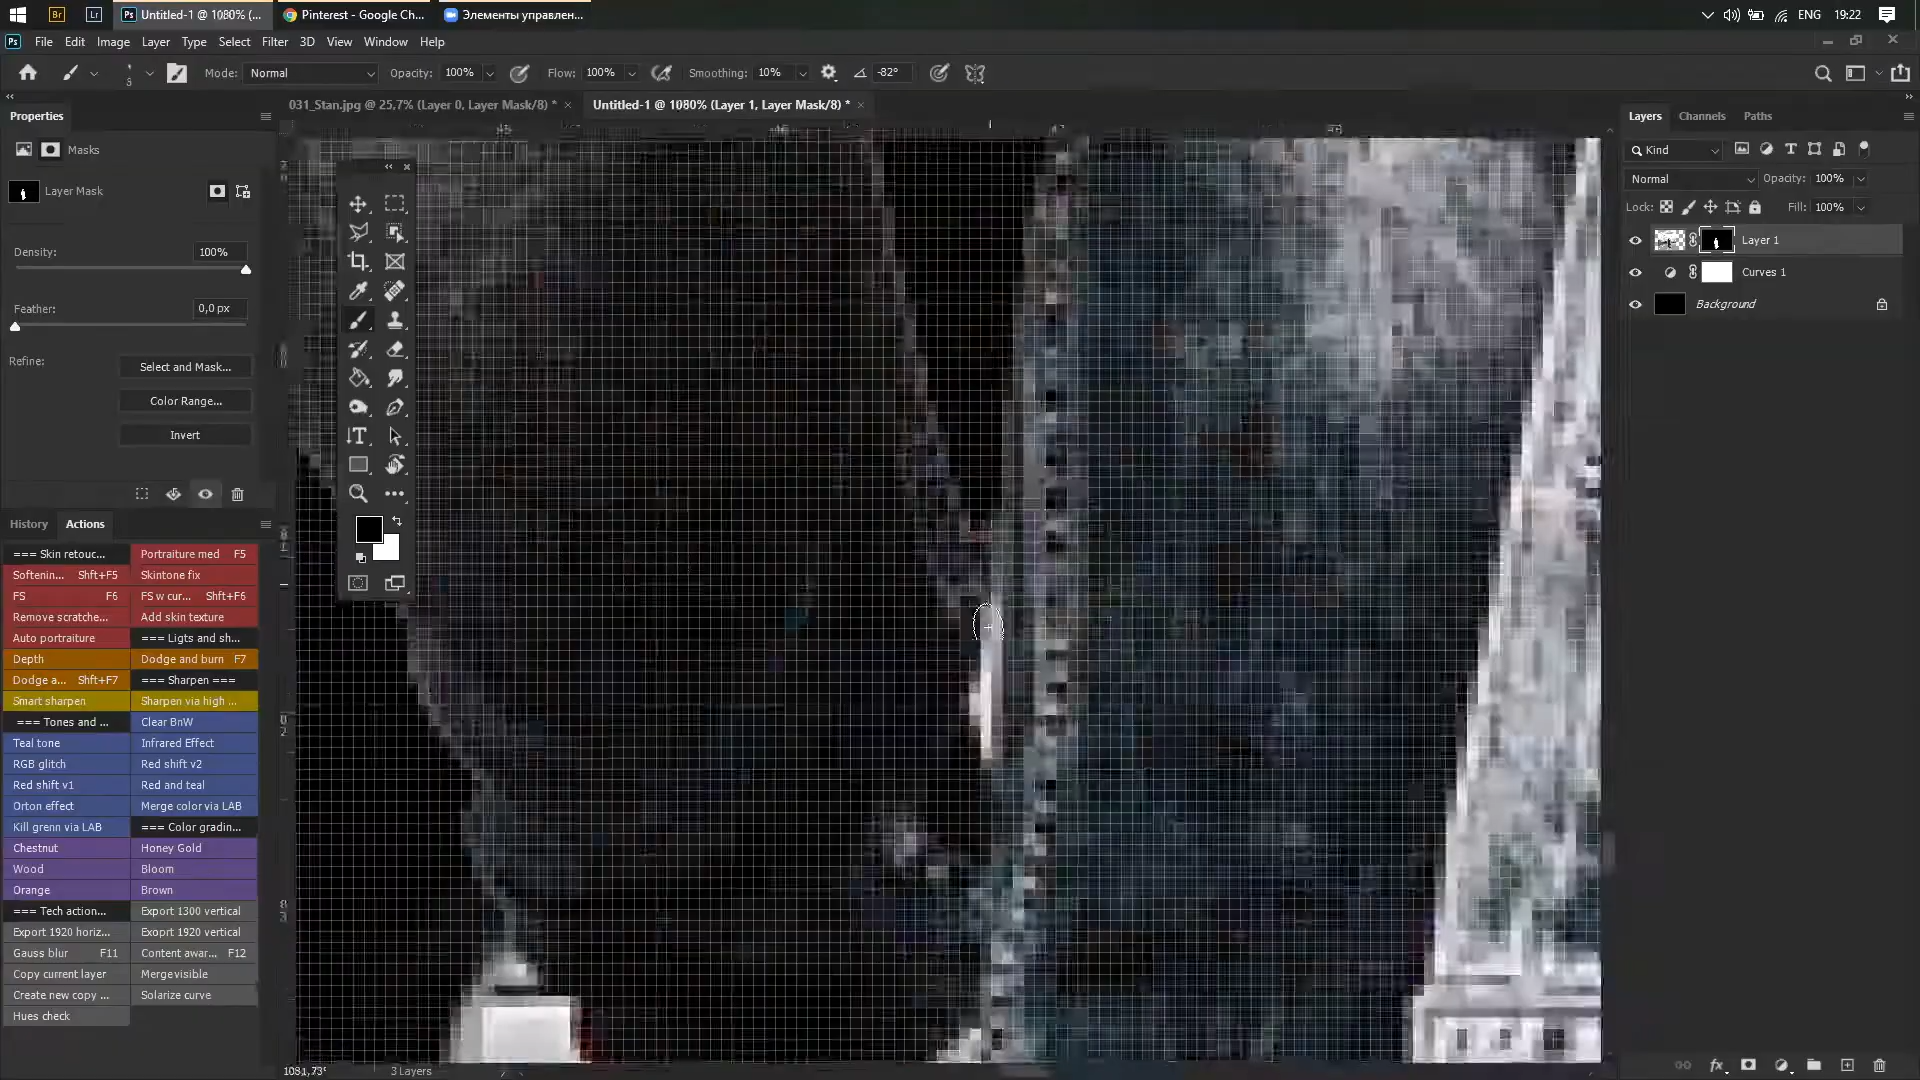 Br
Lr
Ps Untitled-1 @ 1080% (...
Pinterest - Google Ch...
Элементы управлен...
ENG
19:22
Ps
File Edit Image Layer Type Select Filter 3D View Window Help
Mode: Normal
Opacity: 100%
Flow: 100%
Smoothing: 10%
-82°
031_Stan.jpg @ 25,7% (Layer 0, Layer Mask/8) *
Untitled-1 @ 1080% (Layer 1, Layer Mask/8) *
Properties
Masks
Layer Mask
Density: 100%
Feather: 0,0 px
Refine:
Select and Mask...
Color Range...
Invert
History Actions
=== Skin retouc... Portraiture med F5
Softenin... Shft+F5 Skintone fix
FS F6 FS w cur... Shft+F6
Remove scratche... Add skin texture
Auto portraiture === Ligts and sh...
Depth Dodge and burn F7
Dodge a... Shft+F7 === Sharpen ===
Smart sharpen Sharpen via high ...
=== Tones and ... Clear BnW
Teal tone Infrared Effect
RGB glitch Red shift v2
Red shift v1 Red and teal
Orton effect Merge color via LAB
Kill grenn via LAB === Color gradin...
Chestnut Honey Gold
Wood Bloom
Orange Brown
=== Tech action... Export 1300 vertical
Export 1920 horiz... Exoprt 1920 vertical
Gauss blur F11 Content awar... F12
Copy current layer Merge visible
Create new copy ... Solarize curve
Hues check
3 Layers
Layers Channels Paths
Kind
Normal
Opacity: 100%
Lock:
Fill: 100%
Layer 1
Curves 1
Background
fx